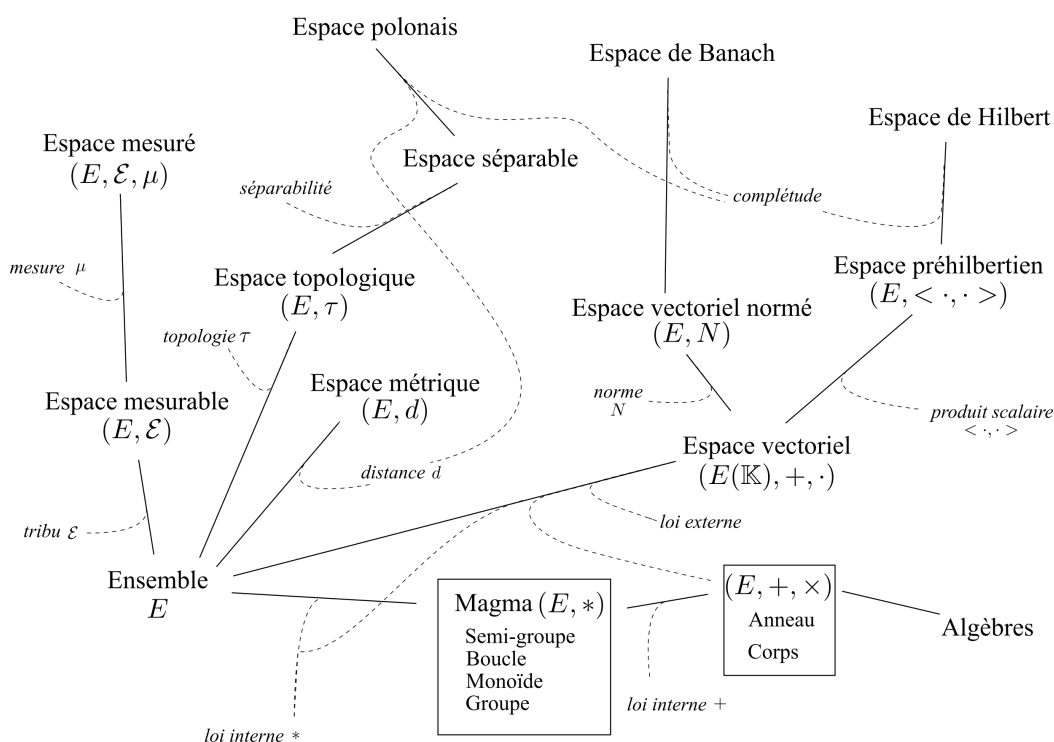 Espace polonais
Espace de Banach
Espace de Hilbert
Espace mesuré
(E, ℰ, μ)
Espace séparable
séparabilité
complétude
mesure μ
Espace topologique
(E, τ)
Espace préhilbertien
(E, < ·, · >)
Espace vectoriel normé
(E, N)
topologie τ
Espace métrique
(E, d)
Espace mesurable
(E, ℰ)
norme
N
produit scalaire
< ·, · >
Espace vectoriel
(E(𝕂), +, ·)
distance d
tribu ℰ
loi externe
Ensemble
E
Magma (E, ∗)
Semi-groupe
Boucle
Monoïde
Groupe
(E, +, ×)
Anneau
Corps
Algèbres
loi interne +
loi interne ∗